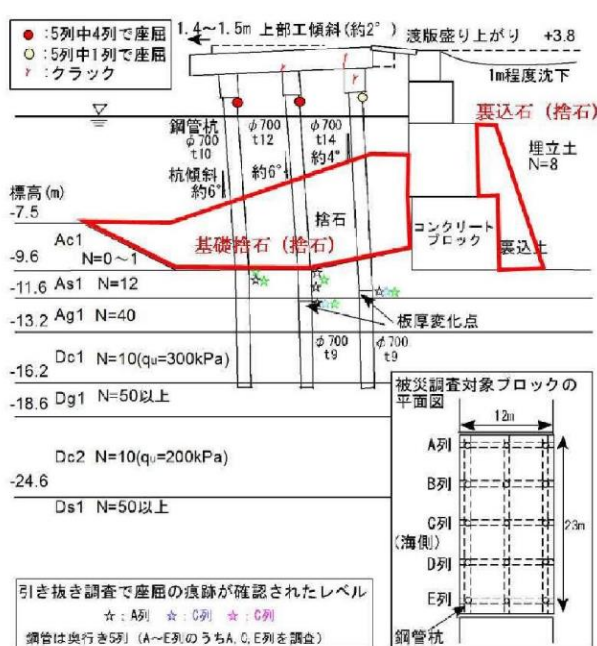 ●:5列中4列で座屈
○:5列中1列で座屈
:クラック
1.4～1.5m 上部工傾斜(約2°)
渡版盛り上がり +3.8
1m程度沈下
裏込石(捨石)
埋立土
N=8
鋼管杭
φ700
t10
φ700
t12
φ700
t14
杭傾斜
約6°
約6°
約4°
標高(m)
-7.5
-9.6
-11.6
-13.2
-16.2
-18.6
-24.6
Ac1
N=0～1
As1 N=12
Ag1 N=40
Dc1 N=10(qu=300kPa)
Dg1 N=50以上
Dc2 N=10(qu=200kPa)
Ds1 N=50以上
捨石
基礎捨石(捨石)
コンクリート
ブロック
裏込土
板厚変化点
φ700
t9
φ700
t9
被災調査対象ブロックの
平面図
12m
A列
B列
C列
(海側)
D列
E列
23m
鋼管杭
引き抜き調査で座屈の痕跡が確認されたレベル
☆:A列 ☆:C列 ☆:C列
鋼管は奥行き5列(A～E列のうちA,C,E列を調査)